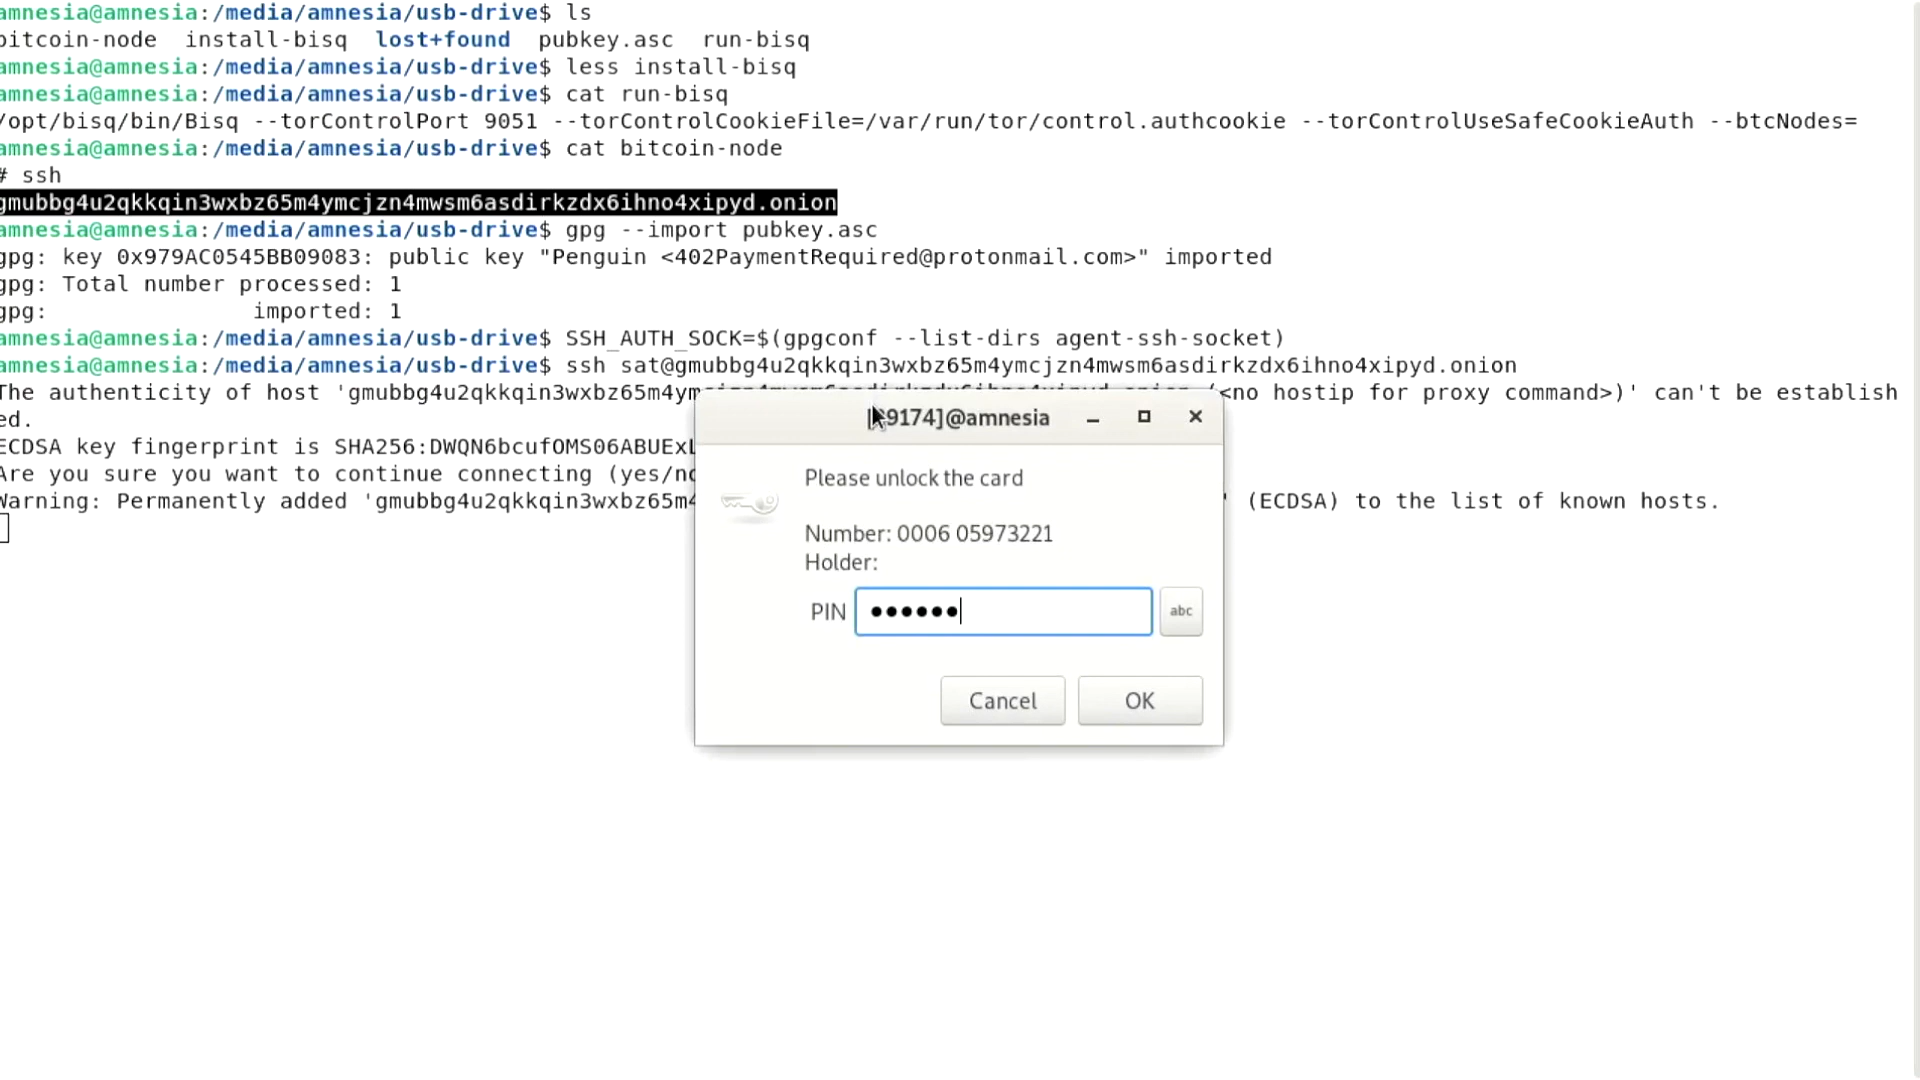 amnesia@amnesia:/media/amnesia/usb-drive$ ls
bitcoin-node  install-bisq  lost+found  pubkey.asc  run-bisq
amnesia@amnesia:/media/amnesia/usb-drive$ less install-bisq
amnesia@amnesia:/media/amnesia/usb-drive$ cat run-bisq
/opt/bisq/bin/Bisq --torControlPort 9051 --torControlCookieFile=/var/run/tor/control.authcookie --torControlUseSafeCookieAuth --btcNodes=
amnesia@amnesia:/media/amnesia/usb-drive$ cat bitcoin-node
# ssh
gmubbg4u2qkkqin3wxbz65m4ymcjzn4mwsm6asdirkzdx6ihno4xipyd.onion
amnesia@amnesia:/media/amnesia/usb-drive$ gpg --import pubkey.asc
gpg: key 0x979AC0545BB09083: public key "Penguin <402PaymentRequired@protonmail.com>" imported
gpg: Total number processed: 1
gpg:               imported: 1
amnesia@amnesia:/media/amnesia/usb-drive$ SSH_AUTH_SOCK=$(gpgconf --list-dirs agent-ssh-socket)
amnesia@amnesia:/media/amnesia/usb-drive$ ssh sat@gmubbg4u2qkkqin3wxbz65m4ymcjzn4mwsm6asdirkzdx6ihno4xipyd.onion
The authenticity of host 'gmubbg4u2qkkqin3wxbz65m4ym (<no hostip for proxy command>)' can't be establish
ed.
ECDSA key fingerprint is SHA256:DWQN6bcufOMS06ABUEx
Are you sure you want to continue connecting (yes/no
Warning: Permanently added 'gmubbg4u2qkkqin3wxbz65m4 ' (ECDSA) to the list of known hosts.
9174]@amnesia
Please unlock the card
Number: 0006 05973221
Holder:
PIN ••••••
abc
Cancel OK